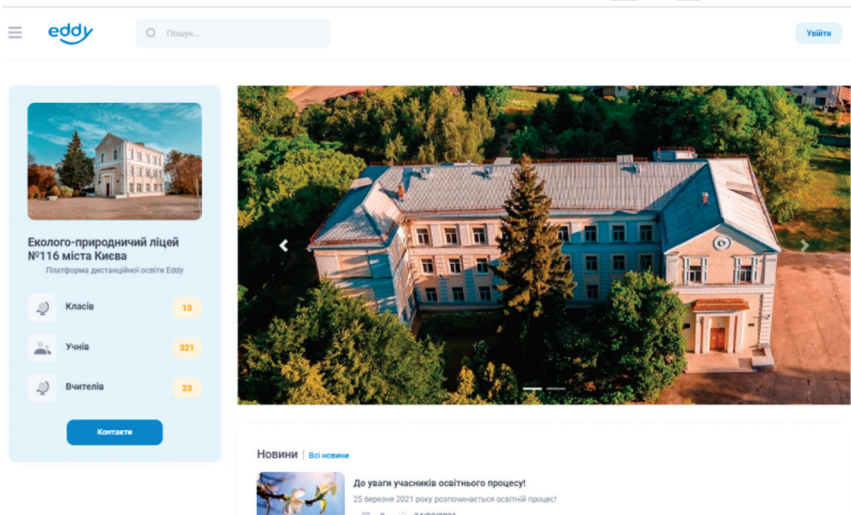 eddy
Пошук...
Увійти
Еколого-природничий ліцей
№116 міста Києва
Платформа дистанційної освіти Eddy
Класів 13
Учнів 321
Вчителів 23
Контакти
Новини | Всі новини
До уваги учасників освітнього процесу!
25 березня 2021 року розпочинається освітній процес!